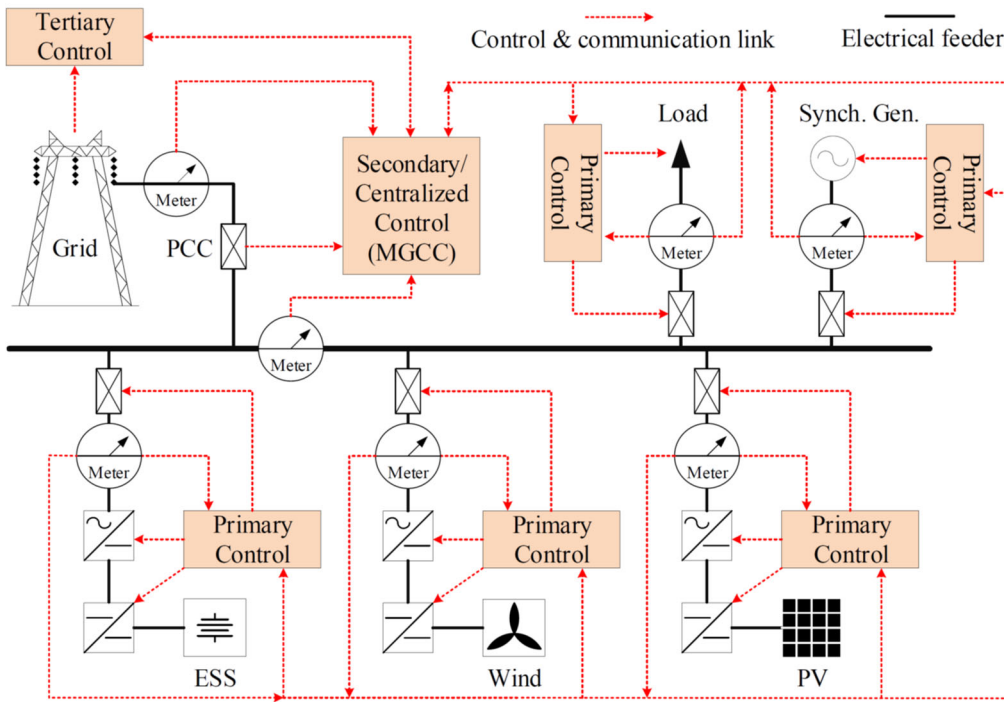 Tertiary
Control
Control & communication link
Electrical feeder
Load
Synch. Gen.
Secondary/
Centralized
Control
(MGCC)
Primary
Control
Primary
Control
Meter
Meter
Meter
Grid
PCC
Meter
Meter
Meter
Meter
Primary
Control
Primary
Control
Primary
Control
ESS
Wind
PV